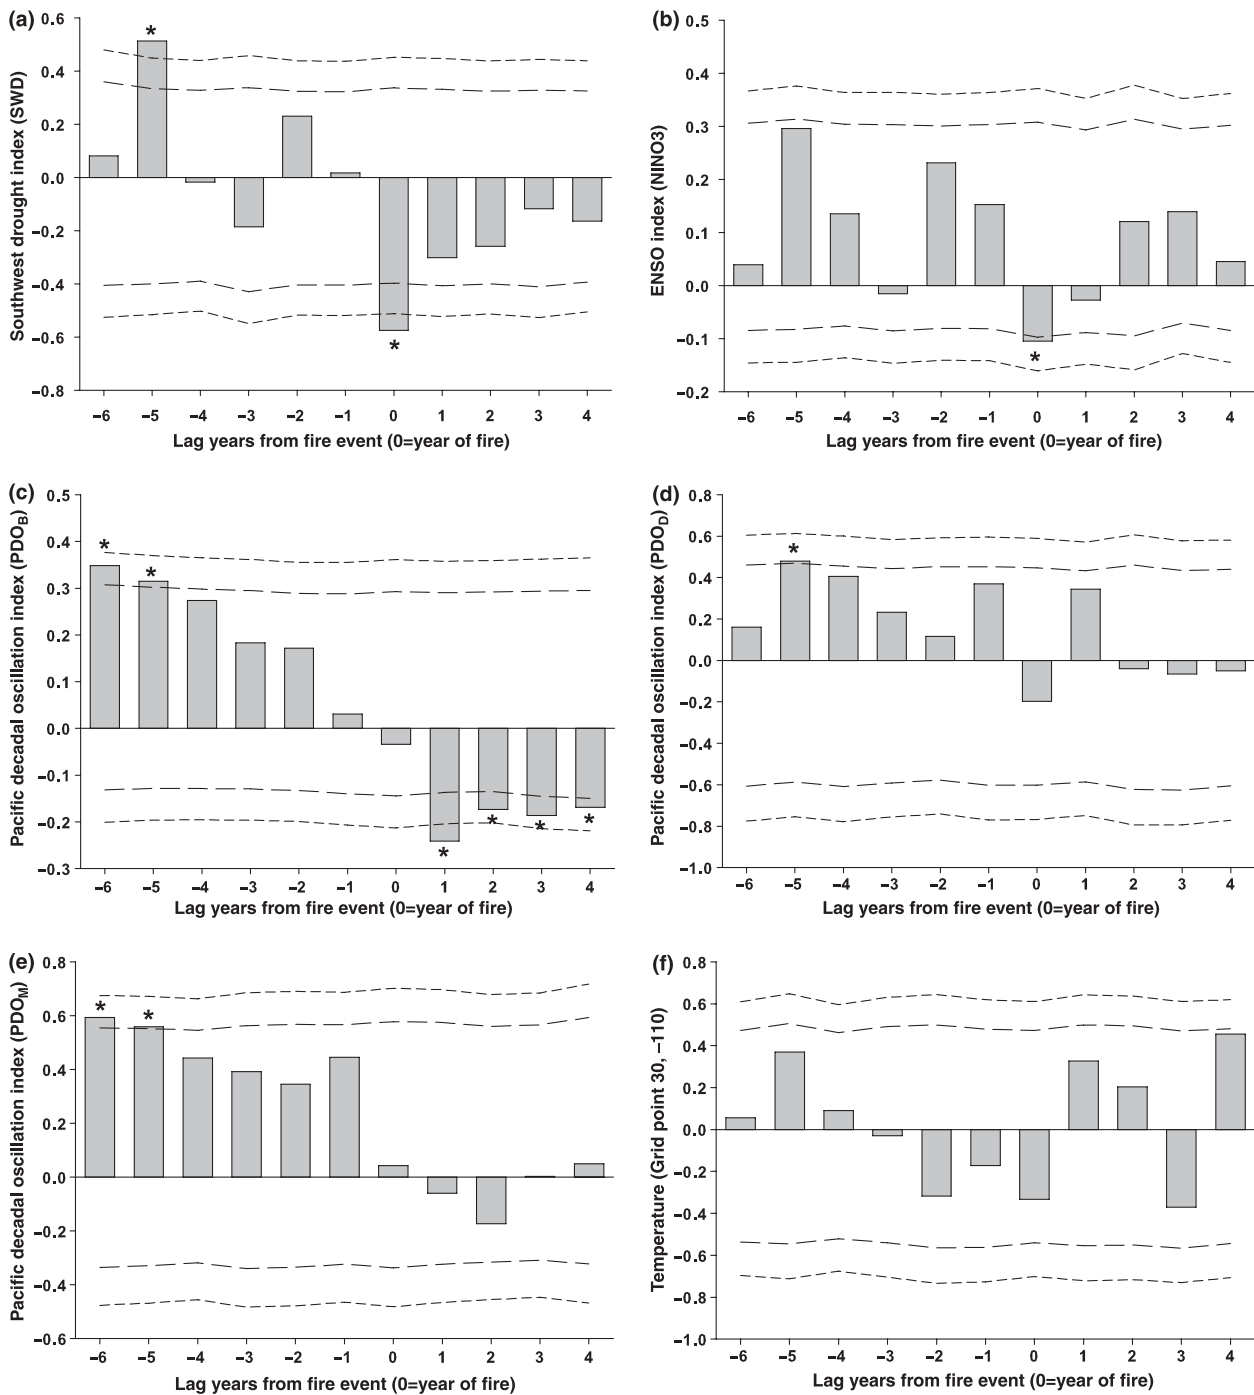 (a)
Southwest drought index (SWD)
0.6
0.4
0.2
0.0
−0.2
−0.4
−0.6
−0.8
*
*
−6 −5 −4 −3 −2 −1 0 1 2 3 4
Lag years from fire event (0=year of fire)
(b)
ENSO index (NINO3)
0.5
0.4
0.3
0.2
0.1
0.0
−0.1
−0.2
*
−6 −5 −4 −3 −2 −1 0 1 2 3 4
Lag years from fire event (0=year of fire)
(c)
Pacific decadal oscillation index (PDOB)
0.5
0.4
0.3
0.2
0.1
0.0
−0.1
−0.2
−0.3
* * * * * *
−6 −5 −4 −3 −2 −1 0 1 2 3 4
Lag years from fire event (0=year of fire)
(d)
Pacific decadal oscillation index (PDOD)
0.8
0.6
0.4
0.2
0.0
−0.2
−0.4
−0.6
−0.8
−1.0
*
−6 −5 −4 −3 −2 −1 0 1 2 3 4
Lag years from fire event (0=year of fire)
(e)
Pacific decadal oscillation index (PDOM)
0.8
0.6
0.4
0.2
0.0
−0.2
−0.4
−0.6
* *
−6 −5 −4 −3 −2 −1 0 1 2 3 4
Lag years from fire event (0=year of fire)
(f)
Temperature (Grid point 30, −110)
0.8
0.6
0.4
0.2
0.0
−0.2
−0.4
−0.6
−0.8
−1.0
−6 −5 −4 −3 −2 −1 0 1 2 3 4
Lag years from fire event (0=year of fire)